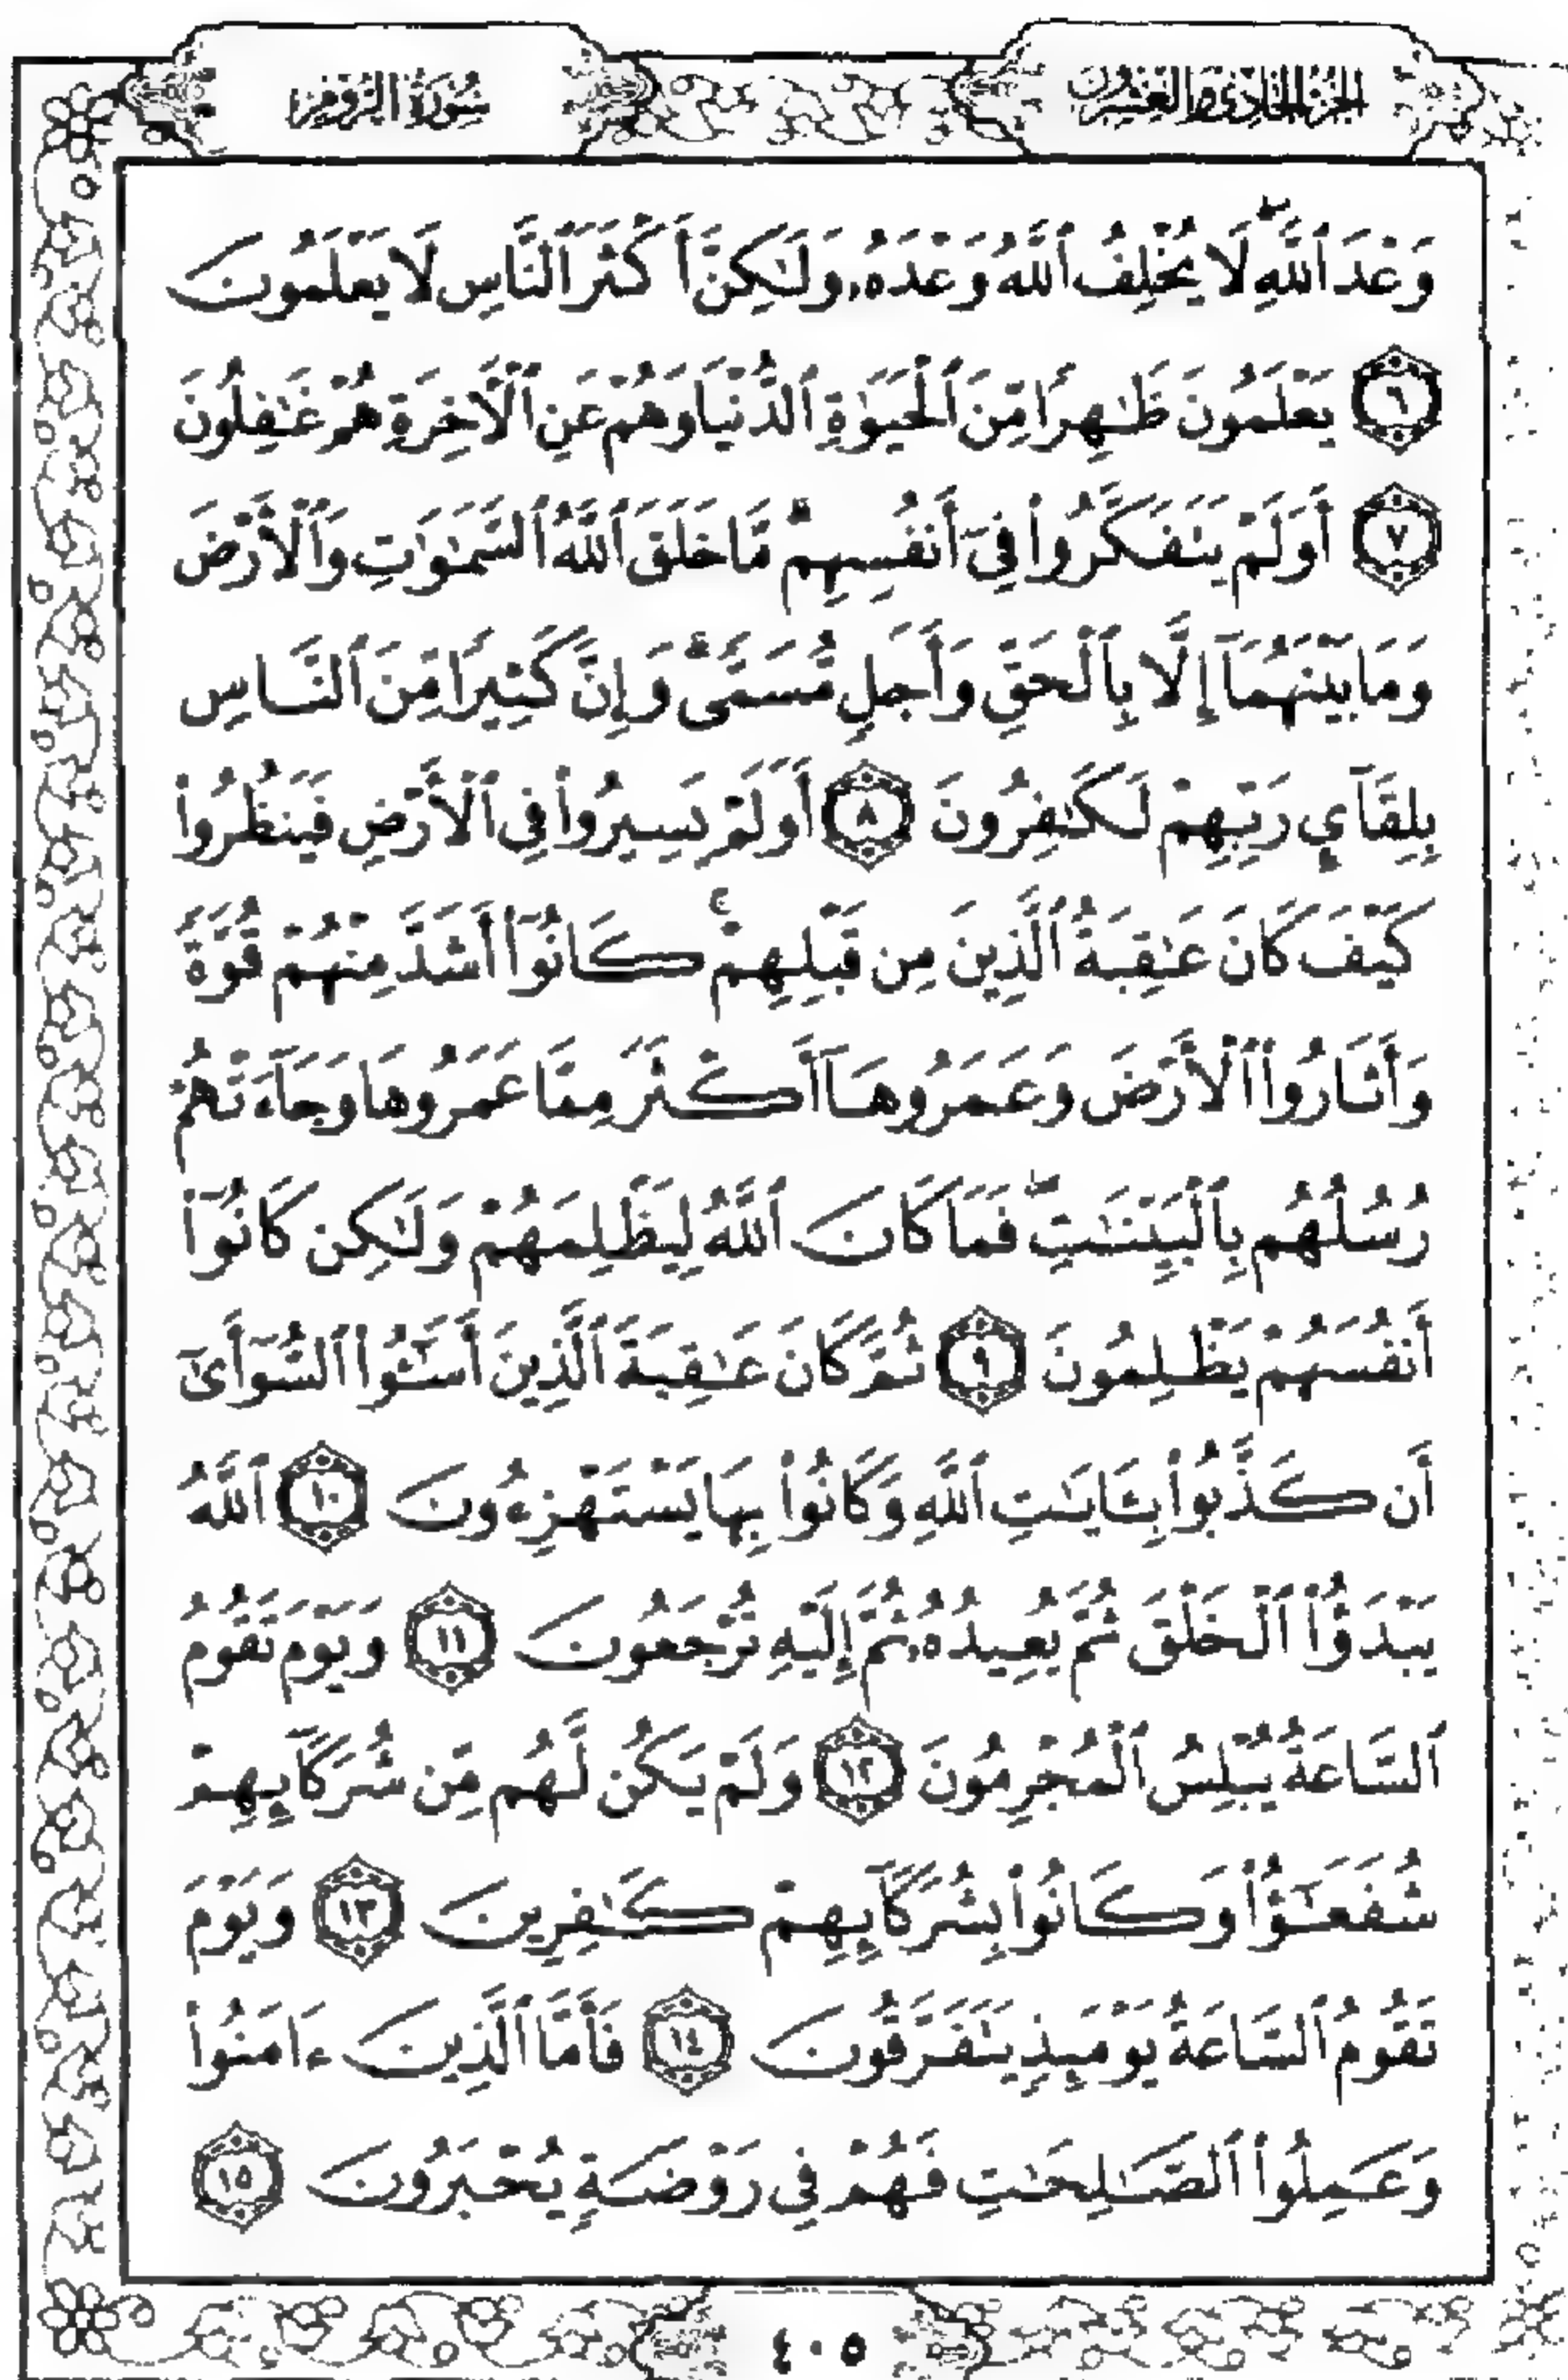 الجزء الحادي والعشرون
سورة الروم
وَعْدَ ٱللَّهِۖ لَا يُخْلِفُ ٱللَّهُ وَعْدَهُۥ وَلَٰكِنَّ أَكْثَرَ ٱلنَّاسِ لَا يَعْلَمُونَ
٦ يَعْلَمُونَ ظَٰهِرًا مِّنَ ٱلْحَيَوٰةِ ٱلدُّنْيَا وَهُمْ عَنِ ٱلْءَاخِرَةِ هُمْ غَٰفِلُونَ
٧ أَوَلَمْ يَتَفَكَّرُوا۟ فِىٓ أَنفُسِهِمۗ مَّا خَلَقَ ٱللَّهُ ٱلسَّمَٰوَٰتِ وَٱلْأَرْضَ
وَمَا بَيْنَهُمَآ إِلَّا بِٱلْحَقِّ وَأَجَلٍ مُّسَمًّىۗ وَإِنَّ كَثِيرًا مِّنَ ٱلنَّاسِ
بِلِقَآئِ رَبِّهِمْ لَكَٰفِرُونَ ٨ أَوَلَمْ يَسِيرُوا۟ فِى ٱلْأَرْضِ فَيَنظُرُوا۟
كَيْفَ كَانَ عَٰقِبَةُ ٱلَّذِينَ مِن قَبْلِهِمْۚ كَانُوٓا۟ أَشَدَّ مِنْهُمْ قُوَّةً
وَأَثَارُوا۟ ٱلْأَرْضَ وَعَمَرُوهَآ أَكْثَرَ مِمَّا عَمَرُوهَا وَجَآءَتْهُمْ
رُسُلُهُم بِٱلْبَيِّنَٰتِۖ فَمَا كَانَ ٱللَّهُ لِيَظْلِمَهُمْ وَلَٰكِن كَانُوٓا۟
أَنفُسَهُمْ يَظْلِمُونَ ٩ ثُمَّ كَانَ عَٰقِبَةَ ٱلَّذِينَ أَسَٰٓـُٔوا۟ ٱلسُّوٓأَىٰٓ
أَن كَذَّبُوا۟ بِـَٔايَٰتِ ٱللَّهِ وَكَانُوا۟ بِهَا يَسْتَهْزِءُونَ ١٠ ٱللَّهُ
يَبْدَؤُا۟ ٱلْخَلْقَ ثُمَّ يُعِيدُهُۥ ثُمَّ إِلَيْهِ تُرْجَعُونَ ١١ وَيَوْمَ تَقُومُ
ٱلسَّاعَةُ يُبْلِسُ ٱلْمُجْرِمُونَ ١٢ وَلَمْ يَكُن لَّهُم مِّن شُرَكَآئِهِمْ
شُفَعَٰٓؤُا۟ وَكَانُوا۟ بِشُرَكَآئِهِمْ كَٰفِرِينَ ١٣ وَيَوْمَ
تَقُومُ ٱلسَّاعَةُ يَوْمَئِذٍ يَتَفَرَّقُونَ ١٤ فَأَمَّا ٱلَّذِينَ ءَامَنُوا۟
وَعَمِلُوا۟ ٱلصَّٰلِحَٰتِ فَهُمْ فِى رَوْضَةٍ يُحْبَرُونَ ١٥
٤٠٥